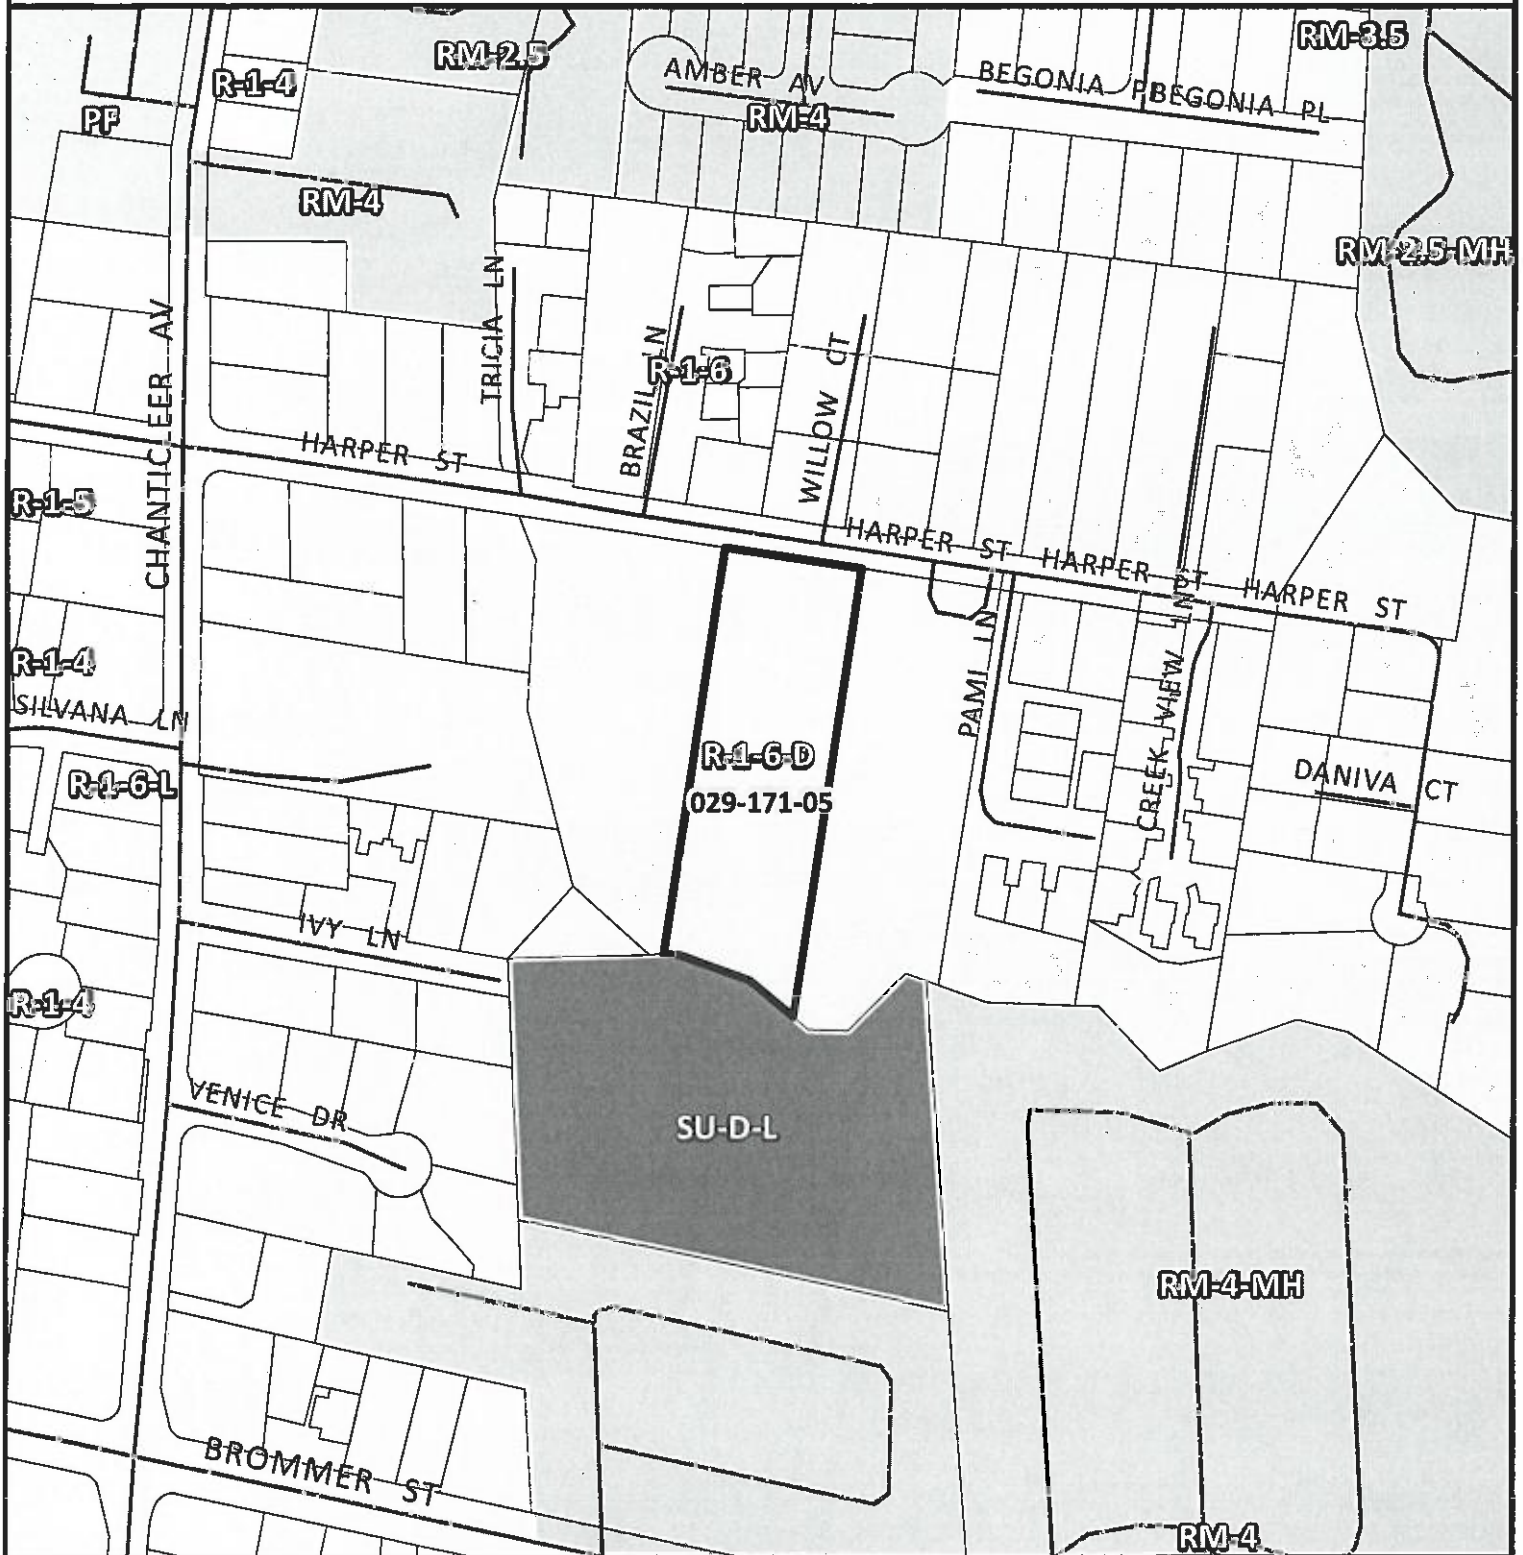 RM-3.5
RM-2.5
R-1-4
AMBER AV
BEGONIA P
BEGONIA PL
PF
RM-4
RM-4
RM-2.5-MH
TRICIA LN
CHANTICLEER AV
BRAZIL LN
R-1-6
WILLOW CT
HARPER ST
R-1-5
HARPER ST
HARPER ST
HARPER ST
PAMI LN
CREEK VIEW LN
R-1-4
SILVANA LN
R-1-6-D
R-1-6-L
029-171-05
DANIVA CT
IVY LN
R-1-4
VENICE DR
SU-D-L
RM-4-MH
BROMMER ST
RM-4